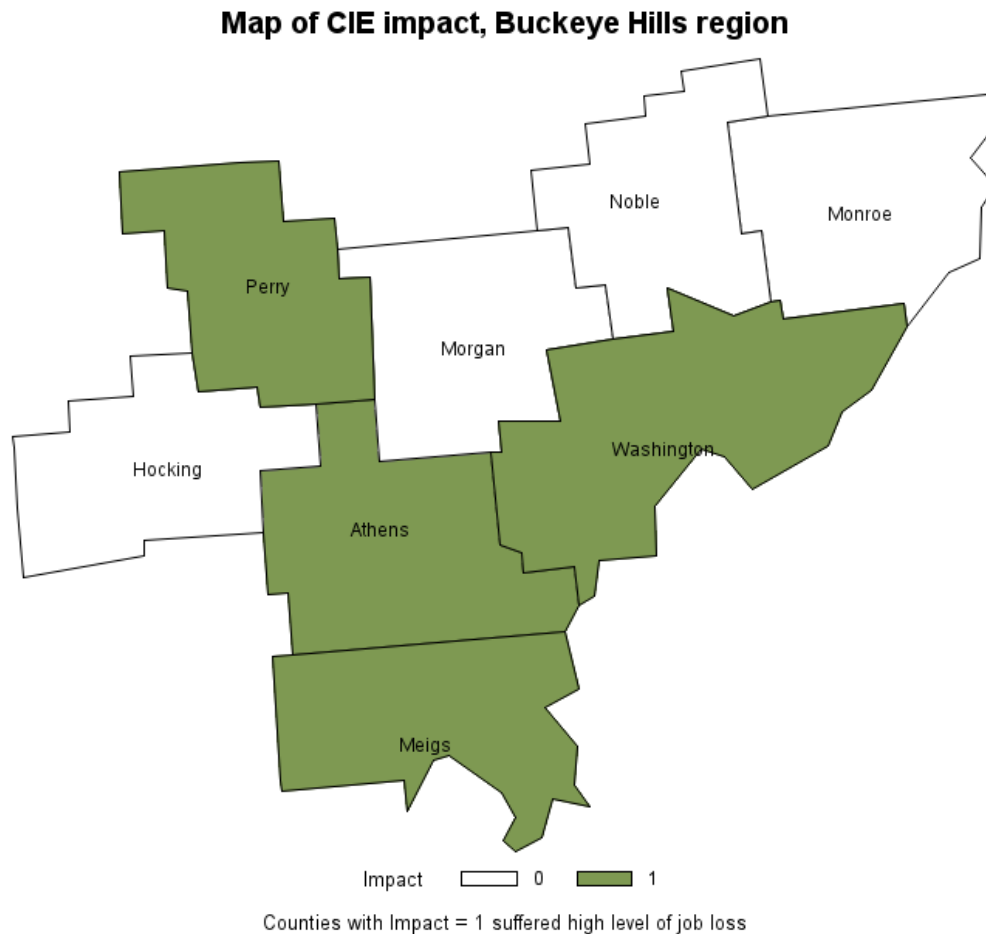 Map of CIE impact, Buckeye Hills region
Noble
Monroe
Perry
Morgan
Washington
Hocking
Athens
Meigs
Impact 0 1
Counties with Impact = 1 suffered high level of job loss